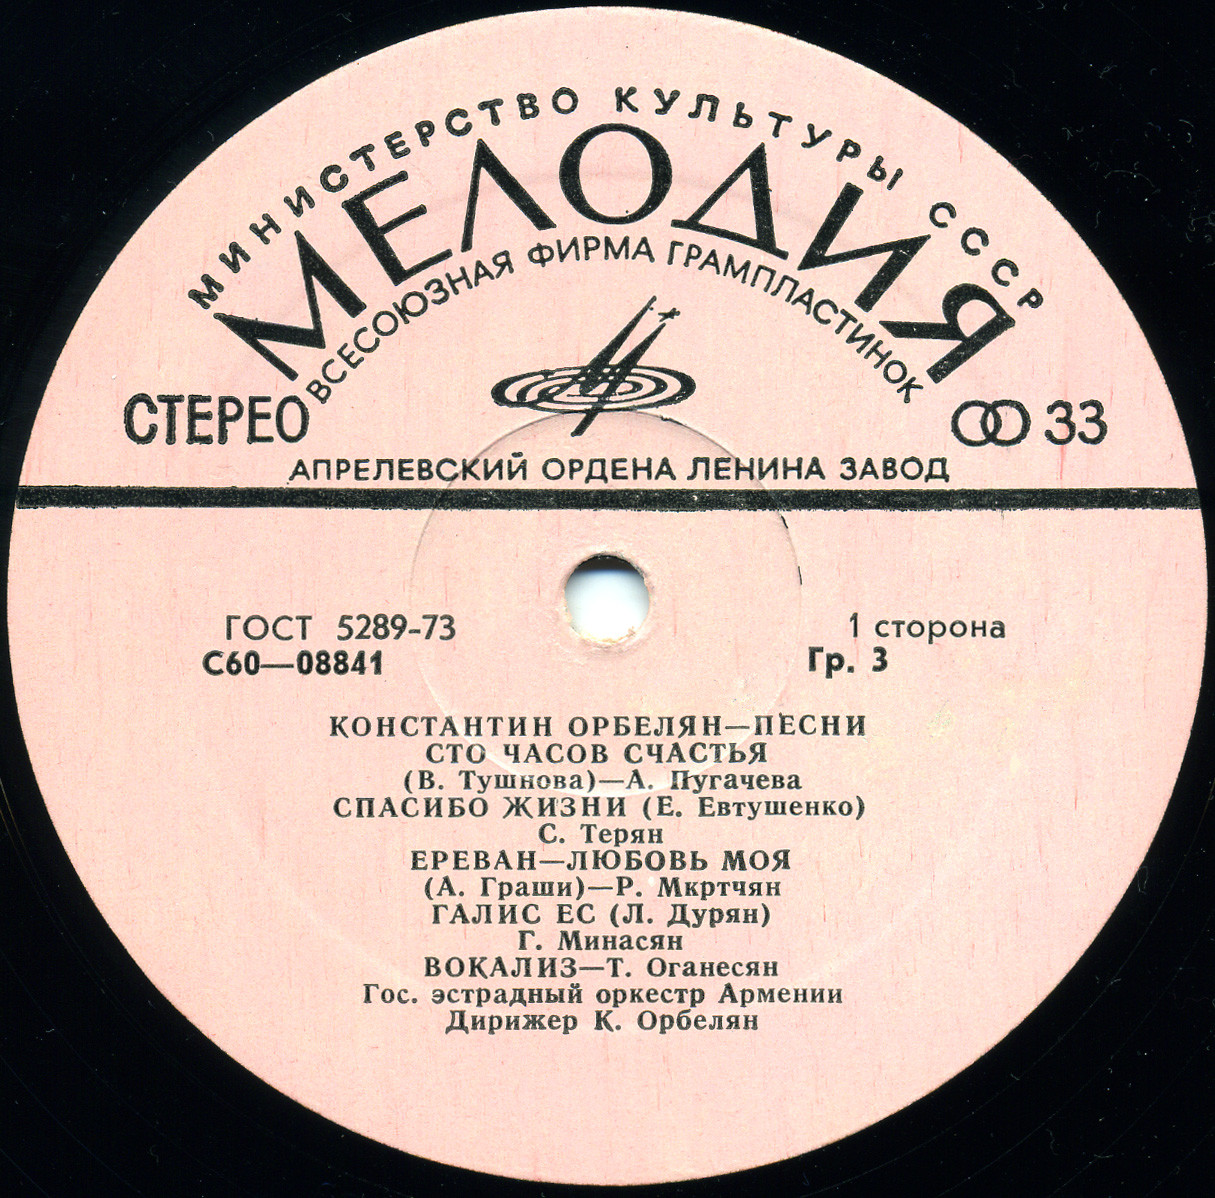 МИНИСТЕРСТВО КУЛЬТУРЫ СССР
МЕЛОДИЯ
ВСЕСОЮЗНАЯ ФИРМА ГРАМПЛАСТИНОК
СТЕРЕО
33
АПРЕЛЕВСКИЙ ОРДЕНА ЛЕНИНА ЗАВОД
ГОСТ 5289-73
1 сторона
С60—08841
Гр. 3
КОНСТАНТИН ОРБЕЛЯН—ПЕСНИ
СТО ЧАСОВ СЧАСТЬЯ
(В. Тушнова)—А. Пугачева
СПАСИБО ЖИЗНИ (Е. Евтушенко)
С. Терян
ЕРЕВАН—ЛЮБОВЬ МОЯ
(А. Граши)—Р. Мкртчян
ГАЛИС ЕС (Л. Дурян)
Г. Минасян
ВОКАЛИЗ—Т. Оганесян
Гос. эстрадный оркестр Армении
Дирижер К. Орбелян